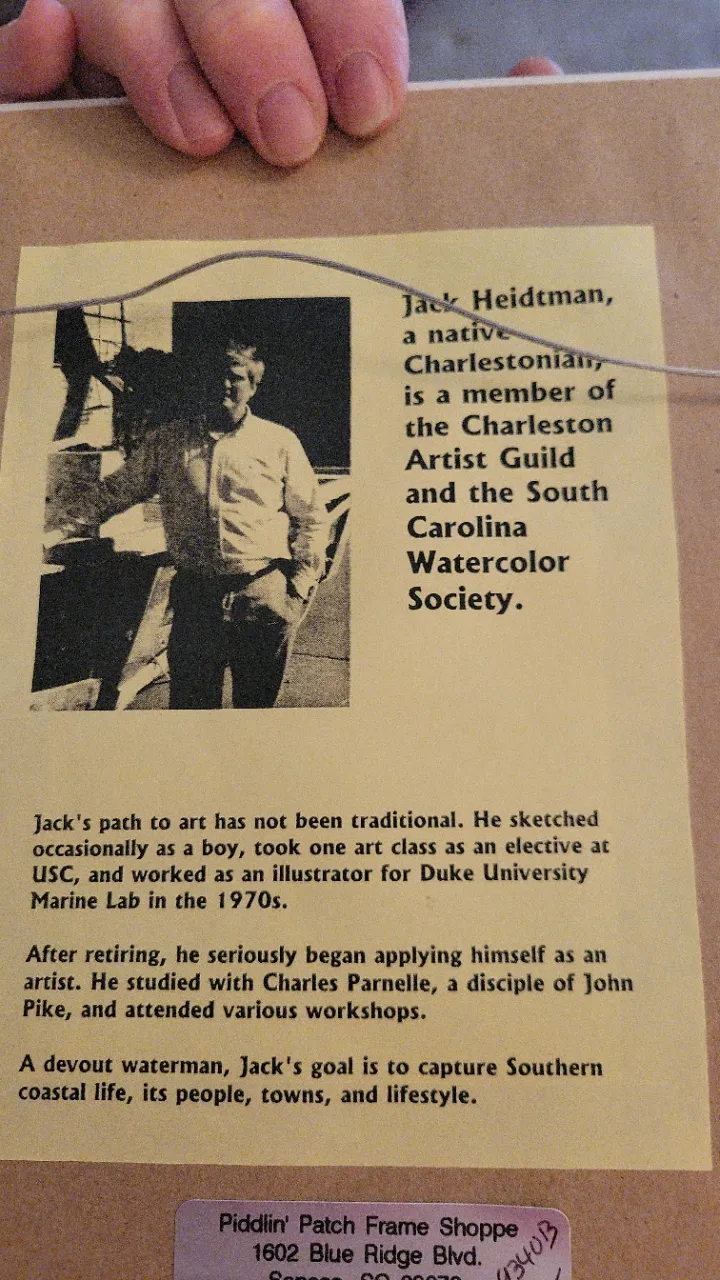 Jack Heidtman,
a native
Charlestonian,
is a member of
the Charleston
Artist Guild
and the South
Carolina
Watercolor
Society.
Jack's path to art has not been traditional. He sketched
occasionally as a boy, took one art class as an elective at
USC, and worked as an illustrator for Duke University
Marine Lab in the 1970s.
After retiring, he seriously began applying himself as an
artist. He studied with Charles Parnelle, a disciple of John
Pike, and attended various workshops.
A devout waterman, Jack's goal is to capture Southern
coastal life, its people, towns, and lifestyle.
Piddlin' Patch Frame Shoppe
1602 Blue Ridge Blvd.